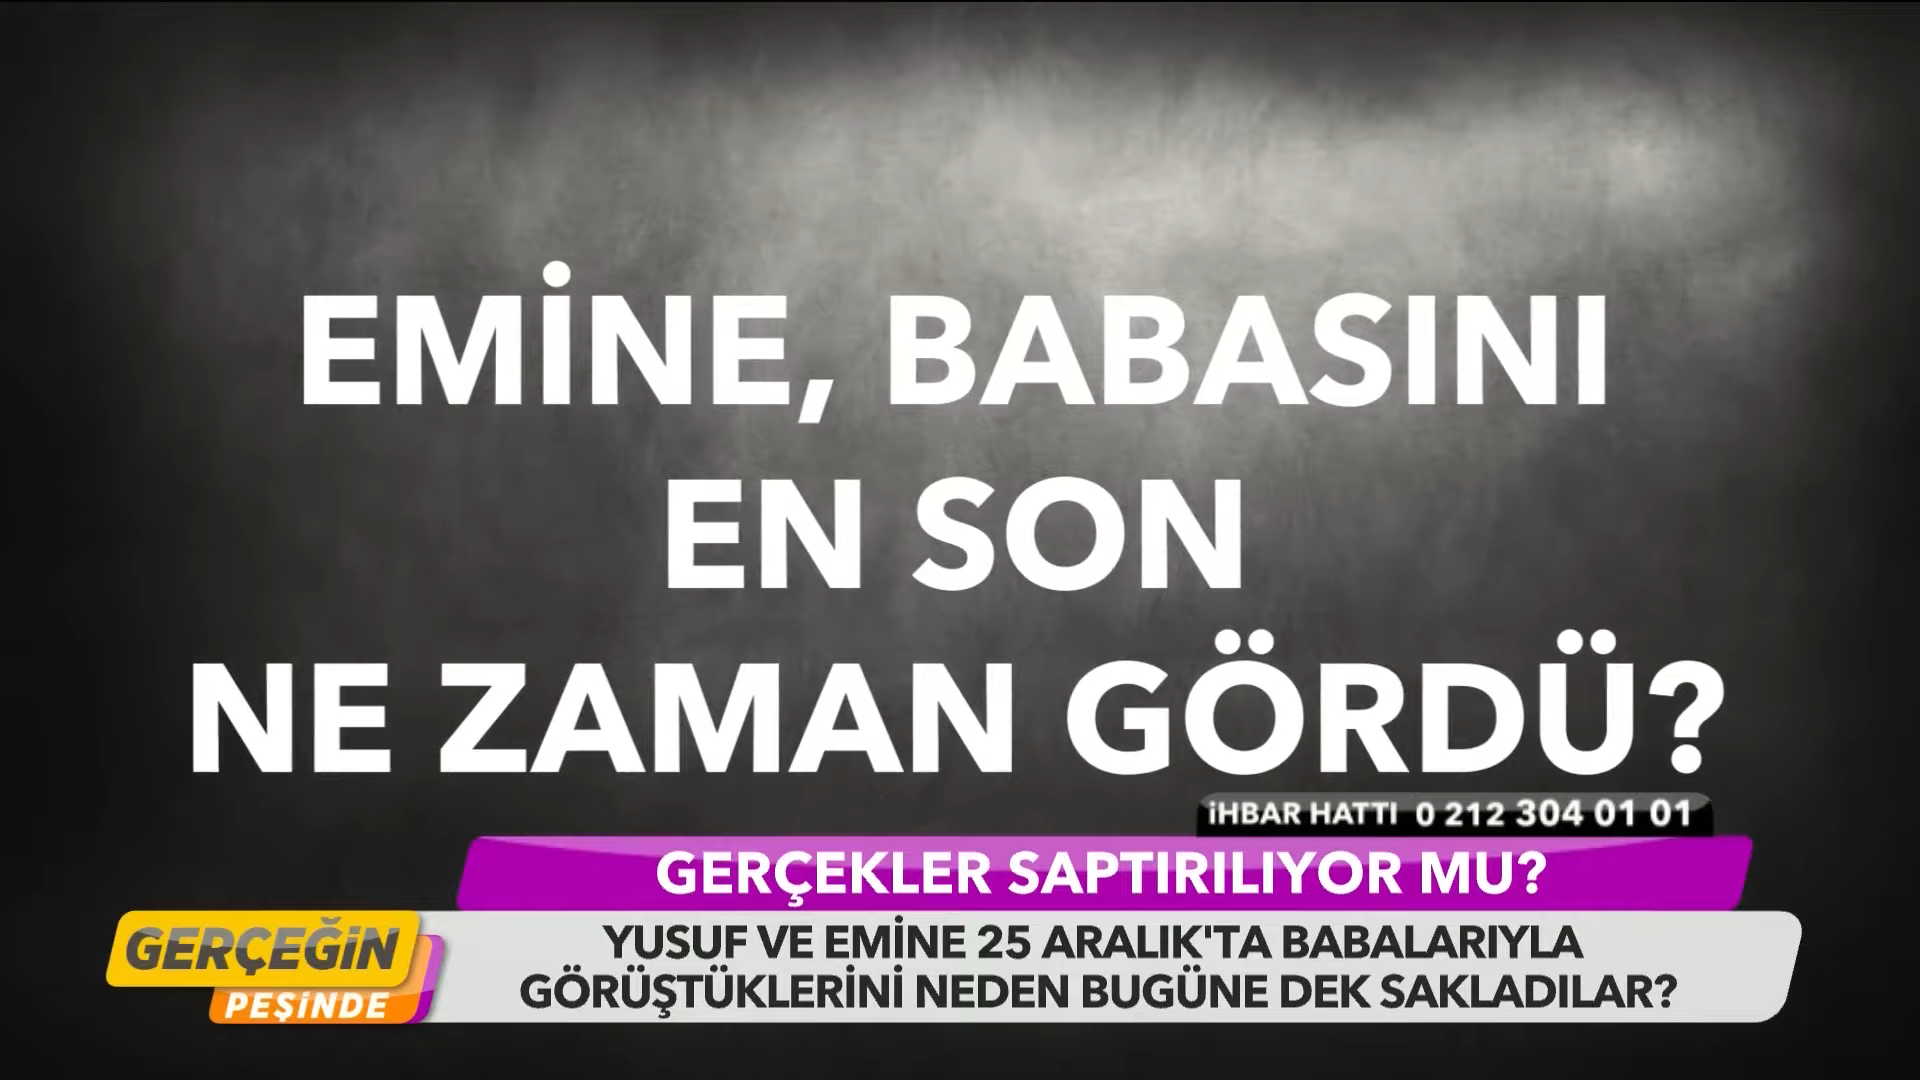 EMİNE, BABASINI
EN SON
NE ZAMAN GÖRDÜ?
İHBAR HATTI 0 212 304 01 01
GERÇEKLER SAPTIRILIYOR MU?
GERÇEĞİN
PEŞİNDE
YUSUF VE EMİNE 25 ARALIK'TA BABALARIYLA
GÖRÜŞTÜKLERİNİ NEDEN BUGÜNE DEK SAKLADILAR?